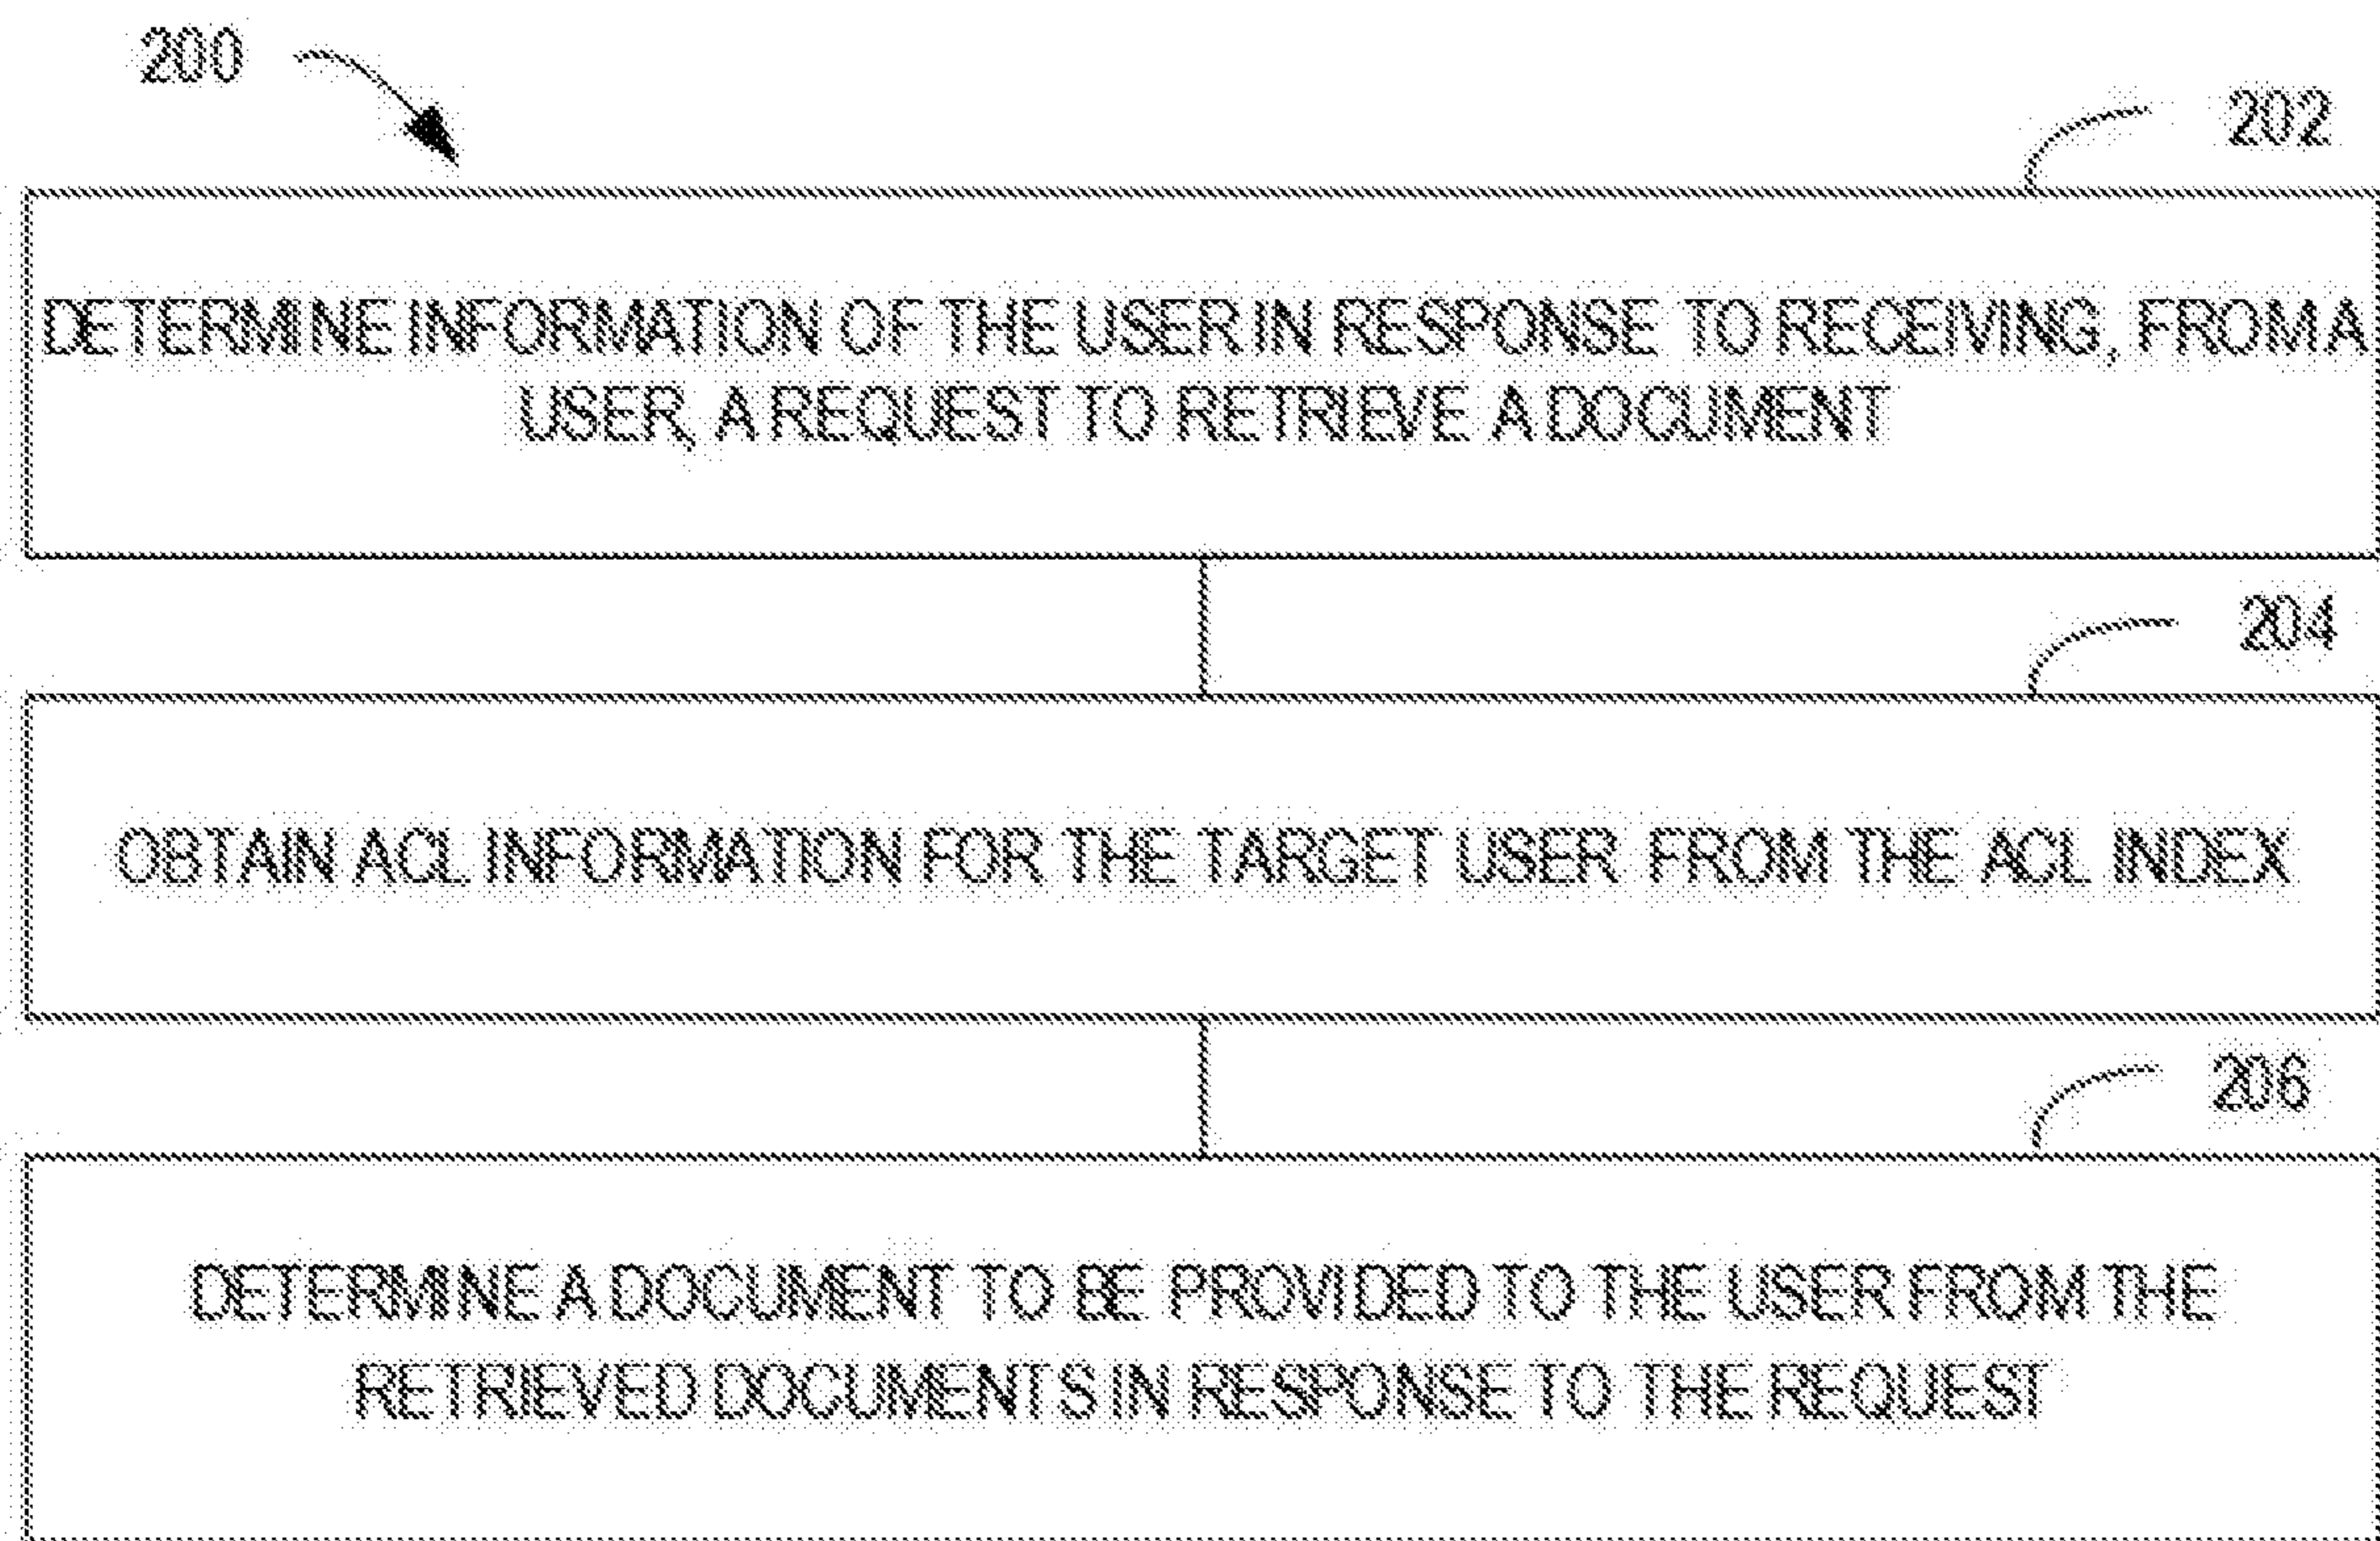 200
202
DETERMINE INFORMATION OF THE USER IN RESPONSE TO RECEIVING, FROM A
USER, A REQUEST TO RETRIEVE A DOCUMENT
204
OBTAIN ACL INFORMATION FOR THE TARGET USER FROM THE ACL INDEX
206
DETERMINE A DOCUMENT TO BE PROVIDED TO THE USER FROM THE
RETRIEVED DOCUMENTS IN RESPONSE TO THE REQUEST